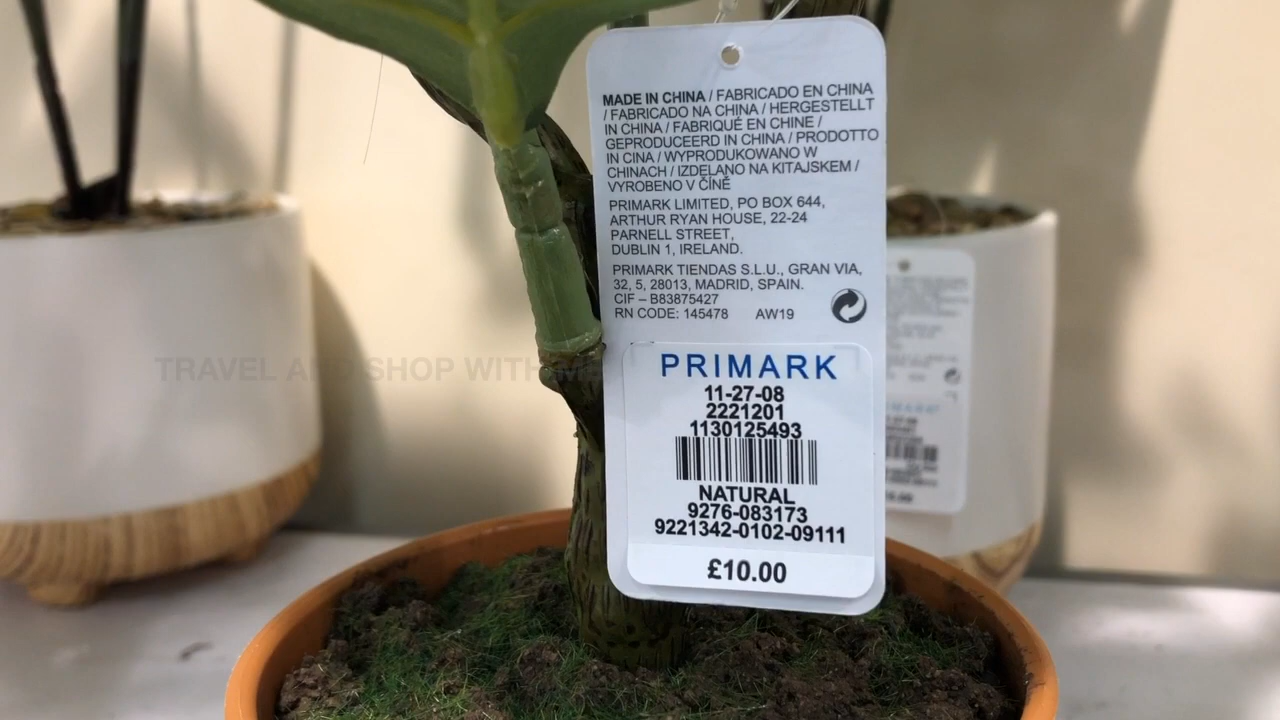 MADE IN CHINA / FABRICADO EN CHINA
/ FABRICADO NA CHINA / HERGESTELLT
IN CHINA / FABRIQUÉ EN CHINE /
GEPRODUCEERD IN CHINA / PRODOTTO
IN CINA / WYPRODUKOWANO W
CHINACH / IZDELANO NA KITAJSKEM /
VYROBENO V ČÍNĚ
PRIMARK LIMITED, PO BOX 644,
ARTHUR RYAN HOUSE, 22-24
PARNELL STREET,
DUBLIN 1, IRELAND.
PRIMARK TIENDAS S.L.U., GRAN VIA,
32, 5, 28013, MADRID, SPAIN.
CIF – B83875427
RN CODE: 145478 AW19
TRAVEL AND SHOP WITH ME
PRIMARK
11-27-08
2221201
1130125493
NATURAL
9276-083173
9221342-0102-09111
£10.00